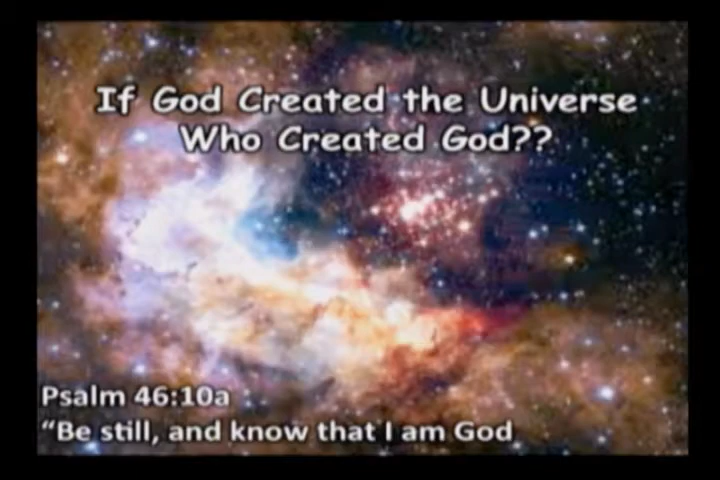 If God Created the Universe
Who Created God??
Psalm 46:10a
“Be still, and know that I am God